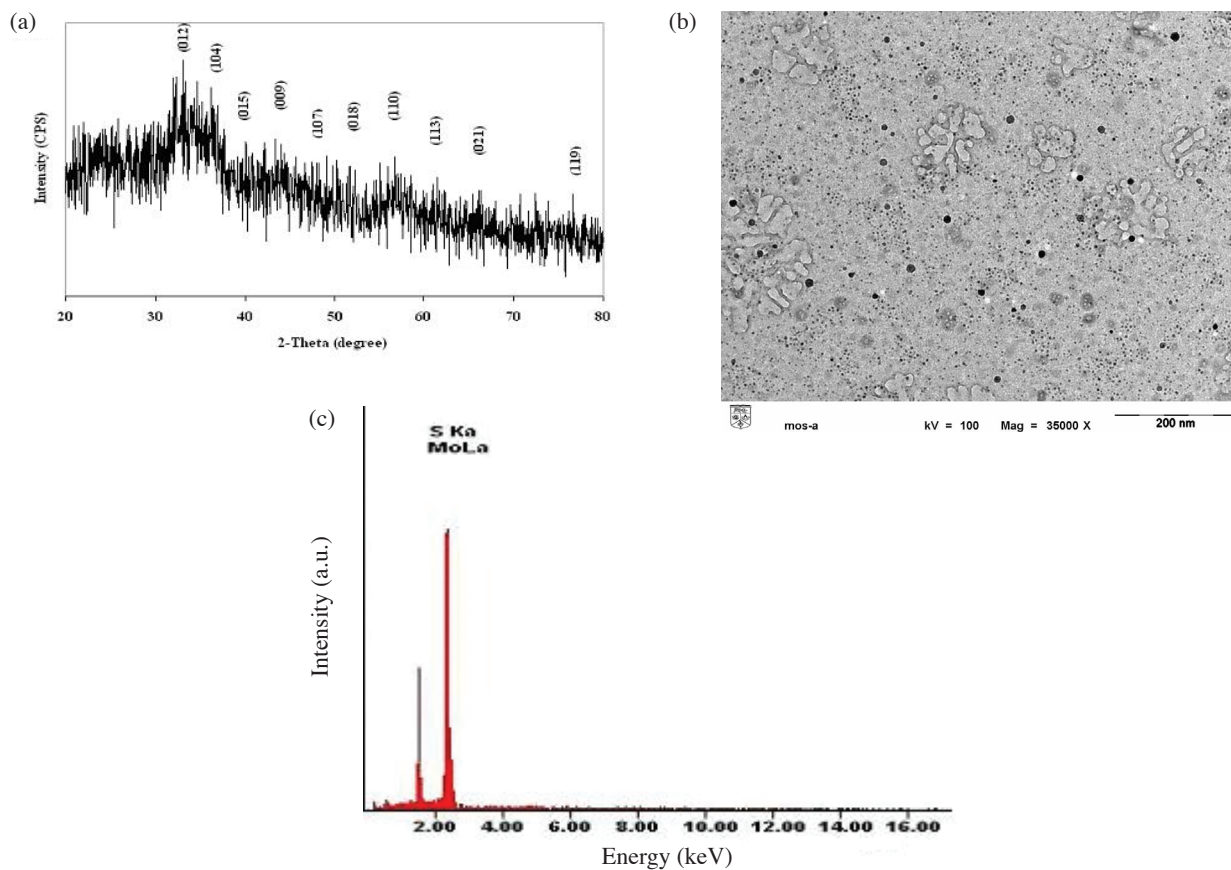 (a)
(012)
(104)
(015)
(009)
(107)
(018)
(110)
(113)
(021)
(119)
Intensity (CPS)
20 30 40 50 60 70 80
2-Theta (degree)
(b)
mos-a kV = 100 Mag = 35000 X 200 nm
(c)
S Ka
MoLa
Intensity (a.u.)
2.00 4.00 6.00 8.00 10.00 12.00 14.00 16.00
Energy (keV)